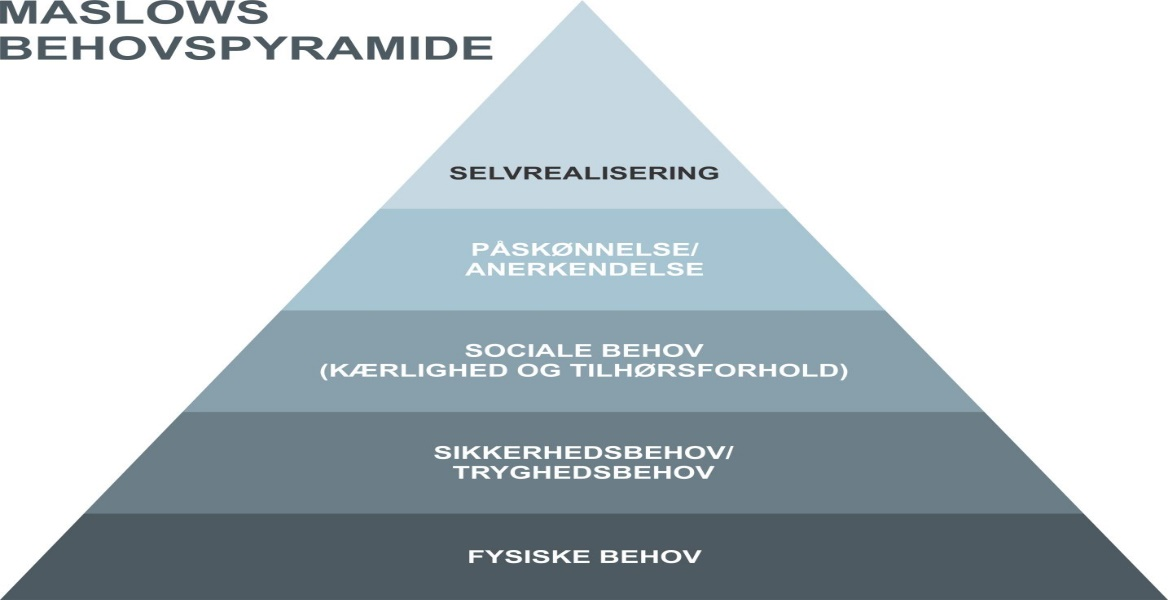 MASLOWS
BEHOVSPYRAMIDE
SELVREALISERING
PÅSKØNNELSE/
ANERKENDELSE
SOCIALE BEHOV
(KÆRLIGHED OG TILHØRSFORHOLD)
SIKKERHEDSBEHOV/
TRYGHEDSBEHOV
FYSISKE BEHOV